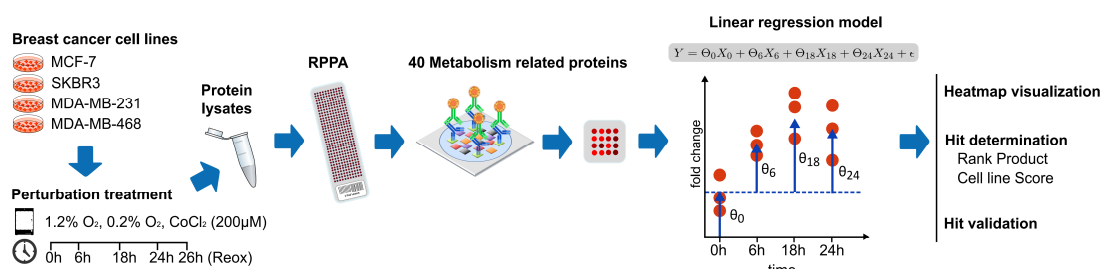 Breast cancer cell lines
MCF-7
SKBR3
MDA-MB-231
MDA-MB-468
Perturbation treatment
1.2% O₂, 0.2% O₂, CoCl₂ (200μM)
0h 6h 18h 24h 26h (Reox)
Protein
lysates
RPPA
40 Metabolism related proteins
Linear regression model
Y = Θ₀X₀ + Θ₆X₆ + Θ₁₈X₁₈ + Θ₂₄X₂₄ + ϵ
fold change
θ₀
θ₆
θ₁₈
θ₂₄
0h 6h 18h 24h
time
Heatmap visualization
Hit determination
Rank Product
Cell line Score
Hit validation